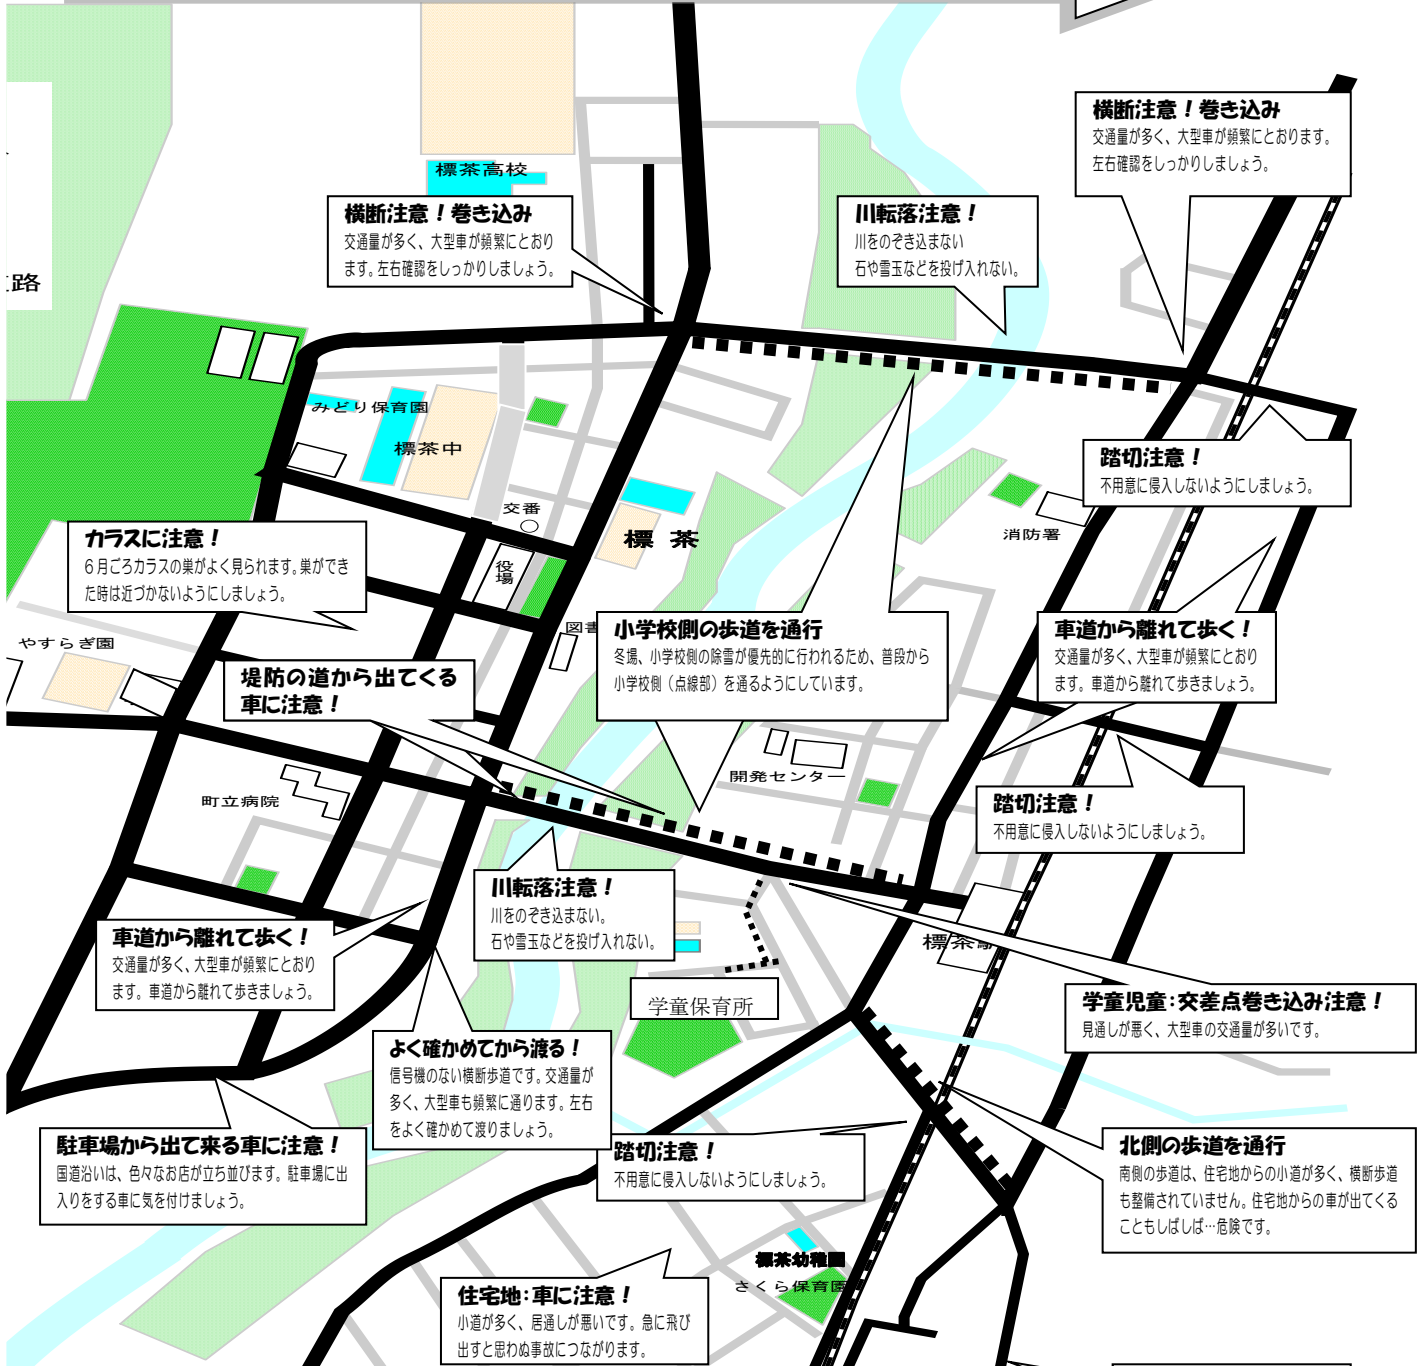 標茶高校
横断注意！巻き込み
交通量が多く、大型車が頻繁にとおります。
左右確認をしっかりしましょう。
横断注意！巻き込み
交通量が多く、大型車が頻繁にとおり
ます。左右確認をしっかりしましょう。
川転落注意！
川をのぞき込まない
石や雪玉などを投げ入れない。
路
みどり保育園
標茶中
踏切注意！
不用意に侵入しないようにしましょう。
交番
標 茶
消防署
カラスに注意！
６月ごろカラスの巣がよく見られます。巣ができ
た時は近づかないようにしましょう。
役場
図書
小学校側の歩道を通行
冬場、小学校側の除雪が優先的に行われるため、普段から
小学校側（点線部）を通るようにしています。
車道から離れて歩く！
交通量が多く、大型車が頻繁にとおり
ます。車道から離れて歩きましょう。
やすらぎ園
堤防の道から出てくる
車に注意！
開発センター
町立病院
踏切注意！
不用意に侵入しないようにしましょう。
川転落注意！
川をのぞき込まない。
石や雪玉などを投げ入れない。
車道から離れて歩く！
交通量が多く、大型車が頻繁にとおり
ます。車道から離れて歩きましょう。
標茶駅
学童保育所
学童児童：交差点巻き込み注意！
見通しが悪く、大型車の交通量が多いです。
よく確かめてから渡る！
信号機のない横断歩道です。交通量が
多く、大型車も頻繁に通ります。左右
をよく確かめて渡りましょう。
駐車場から出て来る車に注意！
国道沿いは、色々なお店が立ち並びます。駐車場に出
入りをする車に気を付けましょう。
踏切注意！
不用意に侵入しないようにしましょう。
北側の歩道を通行
南側の歩道は、住宅地からの小道が多く、横断歩道
も整備されていません。住宅地からの車が出てくる
こともしばしば…危険です。
標茶幼稚園
さくら保育園
住宅地：車に注意！
小道が多く、居通しが悪いです。急に飛び
出すと思わぬ事故につながります。